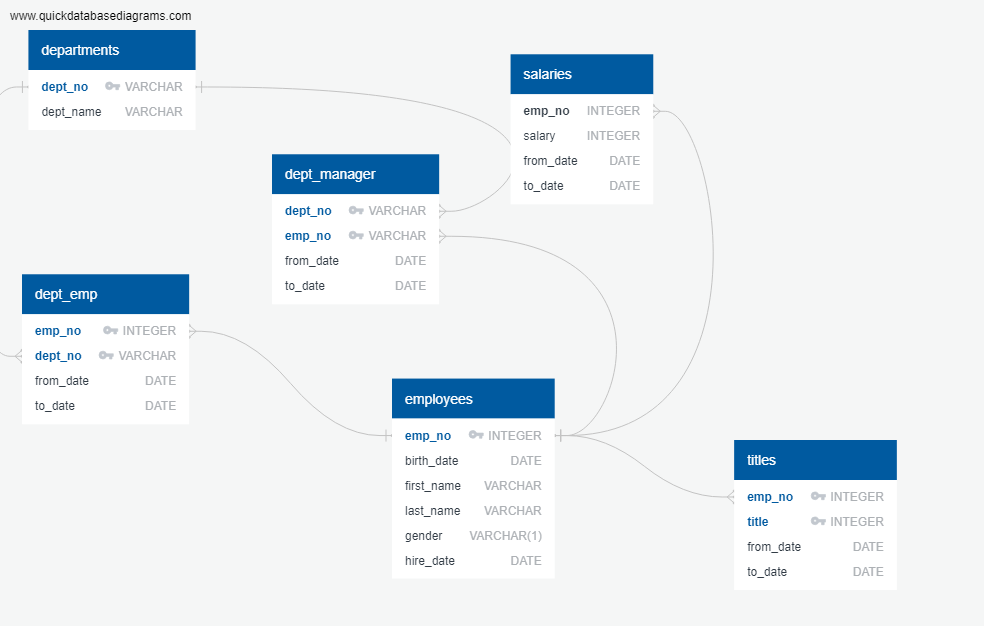 www.quickdatabasediagrams.com
departments
dept_no VARCHAR
dept_name VARCHAR
salaries
emp_no INTEGER
salary INTEGER
from_date DATE
to_date DATE
dept_manager
dept_no VARCHAR
emp_no VARCHAR
from_date DATE
to_date DATE
dept_emp
emp_no INTEGER
dept_no VARCHAR
from_date DATE
to_date DATE
employees
emp_no INTEGER
birth_date DATE
first_name VARCHAR
last_name VARCHAR
gender VARCHAR(1)
hire_date DATE
titles
emp_no INTEGER
title INTEGER
from_date DATE
to_date DATE